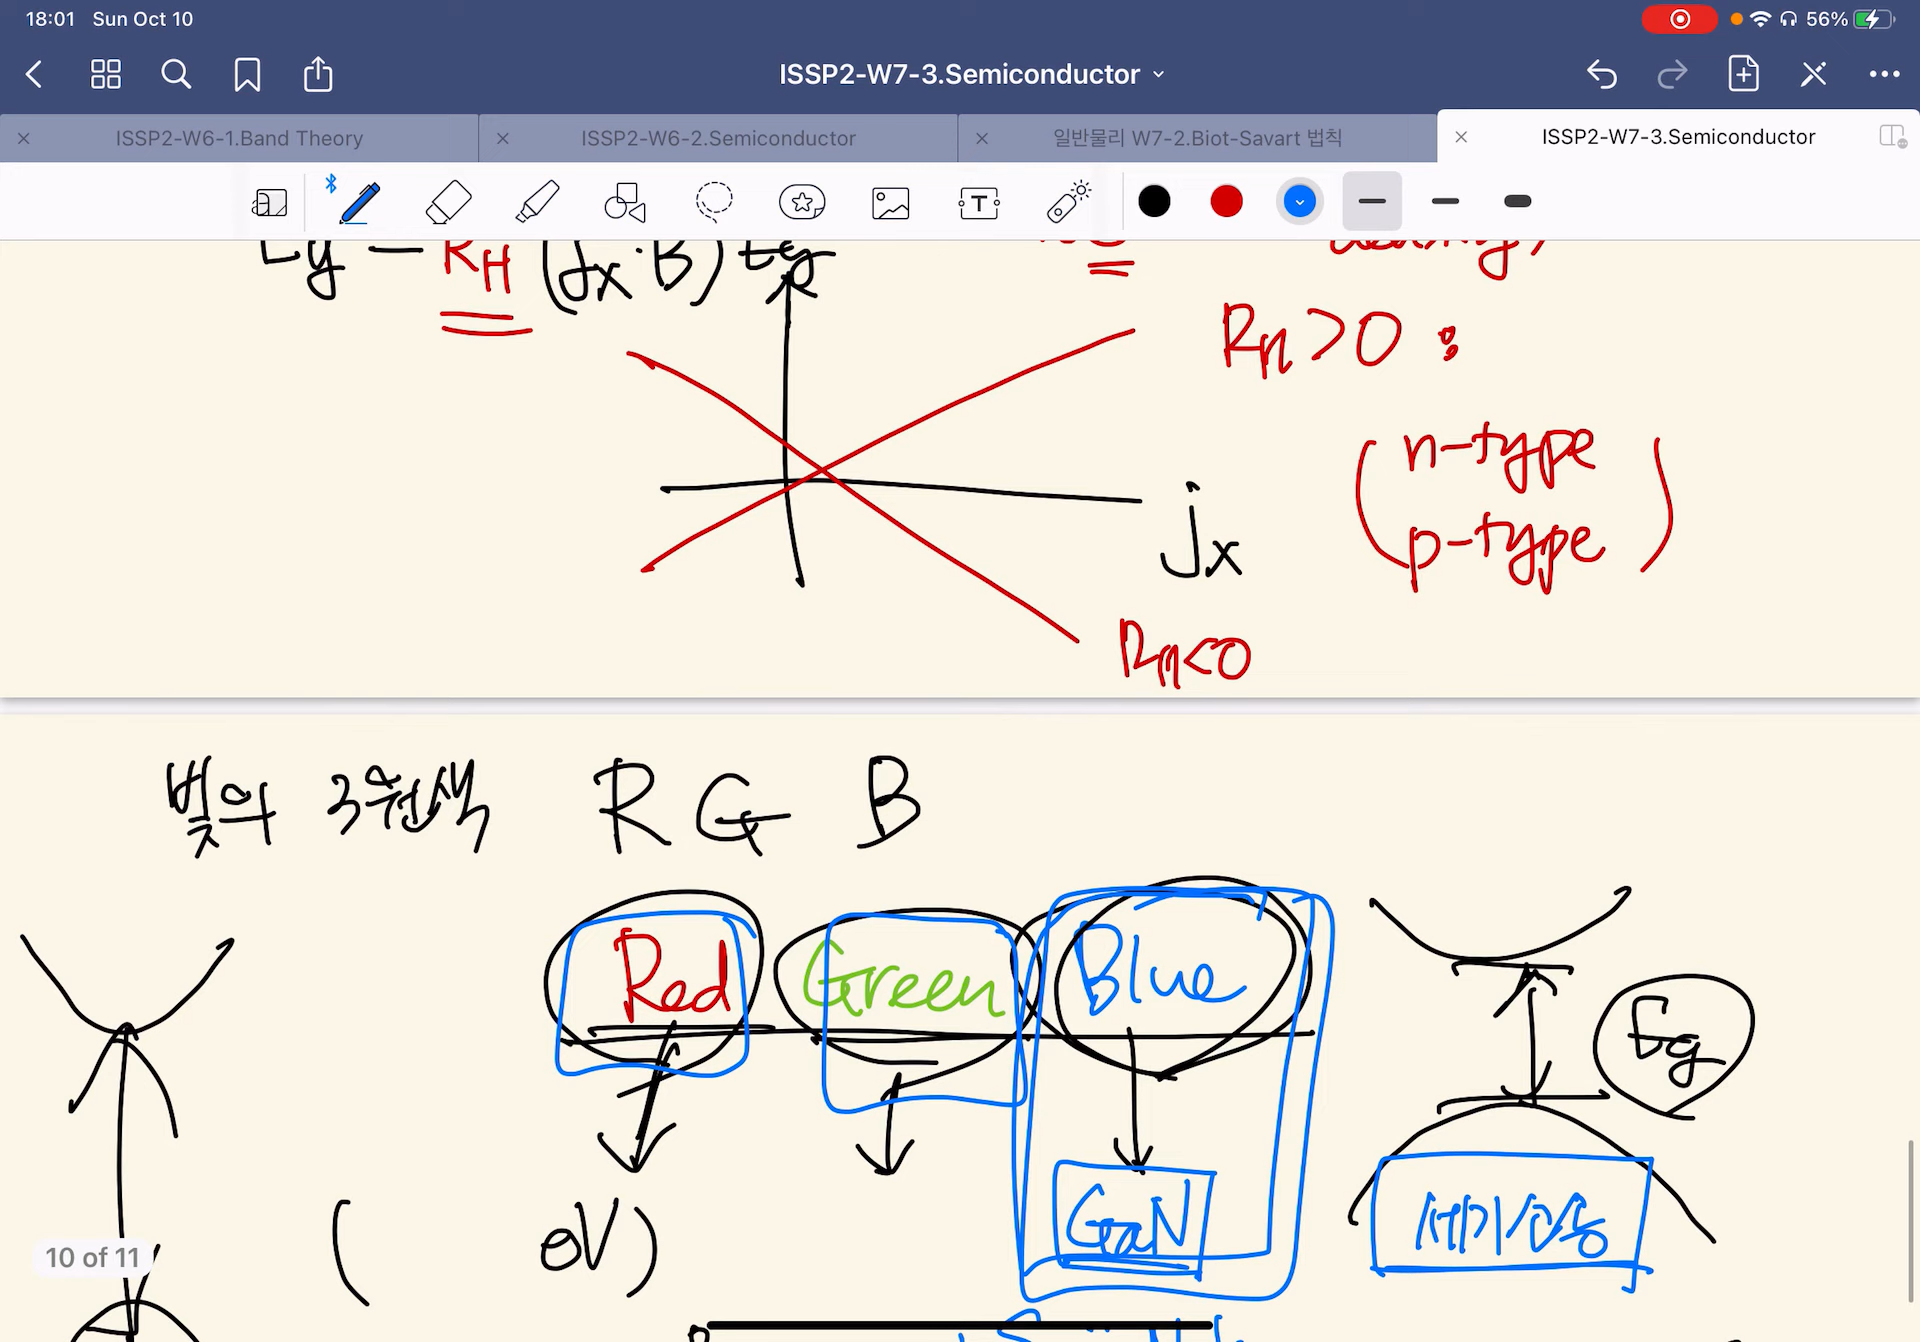 18:01 Sun Oct 10 56%
ISSP2-W7-3.Semiconductor
ISSP2-W6-1.Band Theory
ISSP2-W6-2.Semiconductor
일반물리 W7-2.Biot-Savart 법칙
ISSP2-W7-3.Semiconductor
T
Ey = RH (jx·B) Ey
RH>0 :
n-type
(p-type)
jx
RH<0
빛의 3원색 R G B
Red Green Blue
Eg
( eV) GaN
10 of 11